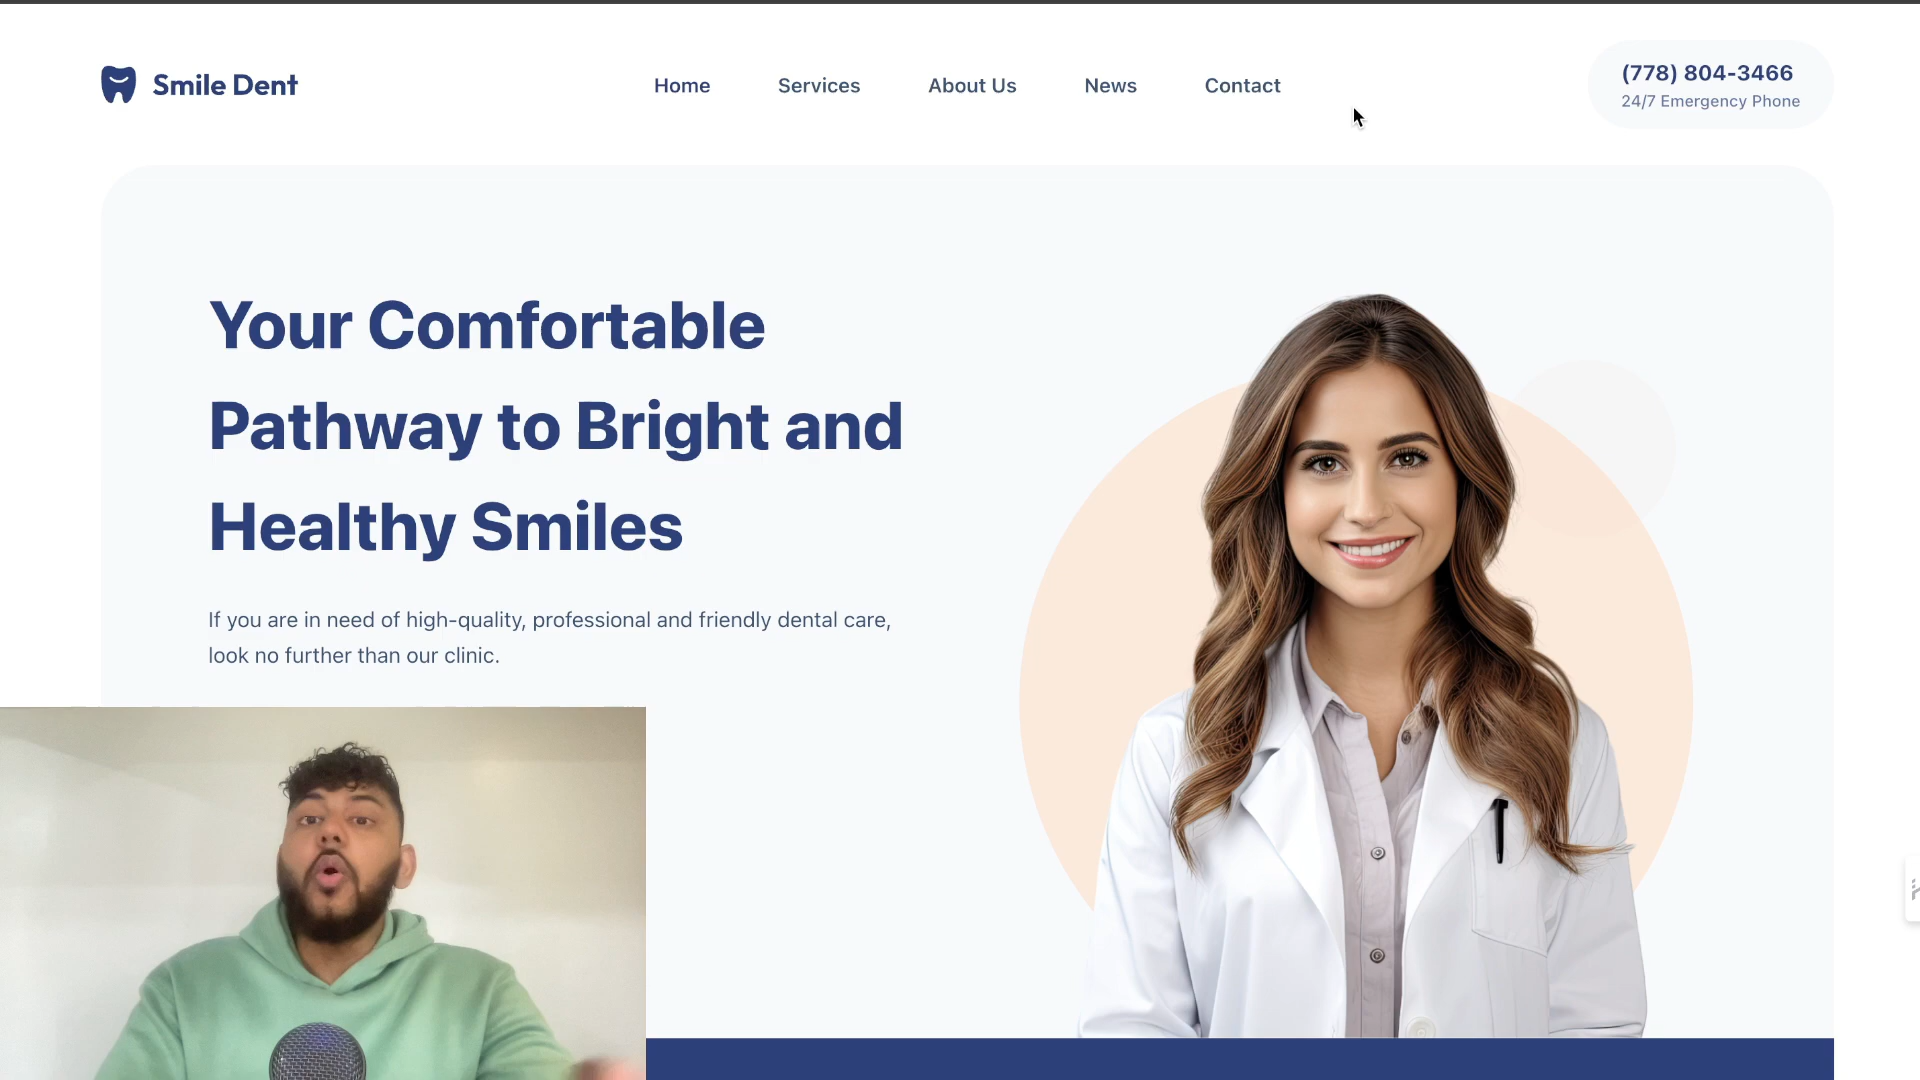 Smile Dent
Home
Services
About Us
News
Contact
(778) 804-3466
24/7 Emergency Phone
Your Comfortable
Pathway to Bright and
Healthy Smiles
If you are in need of high-quality, professional and friendly dental care,
look no further than our clinic.